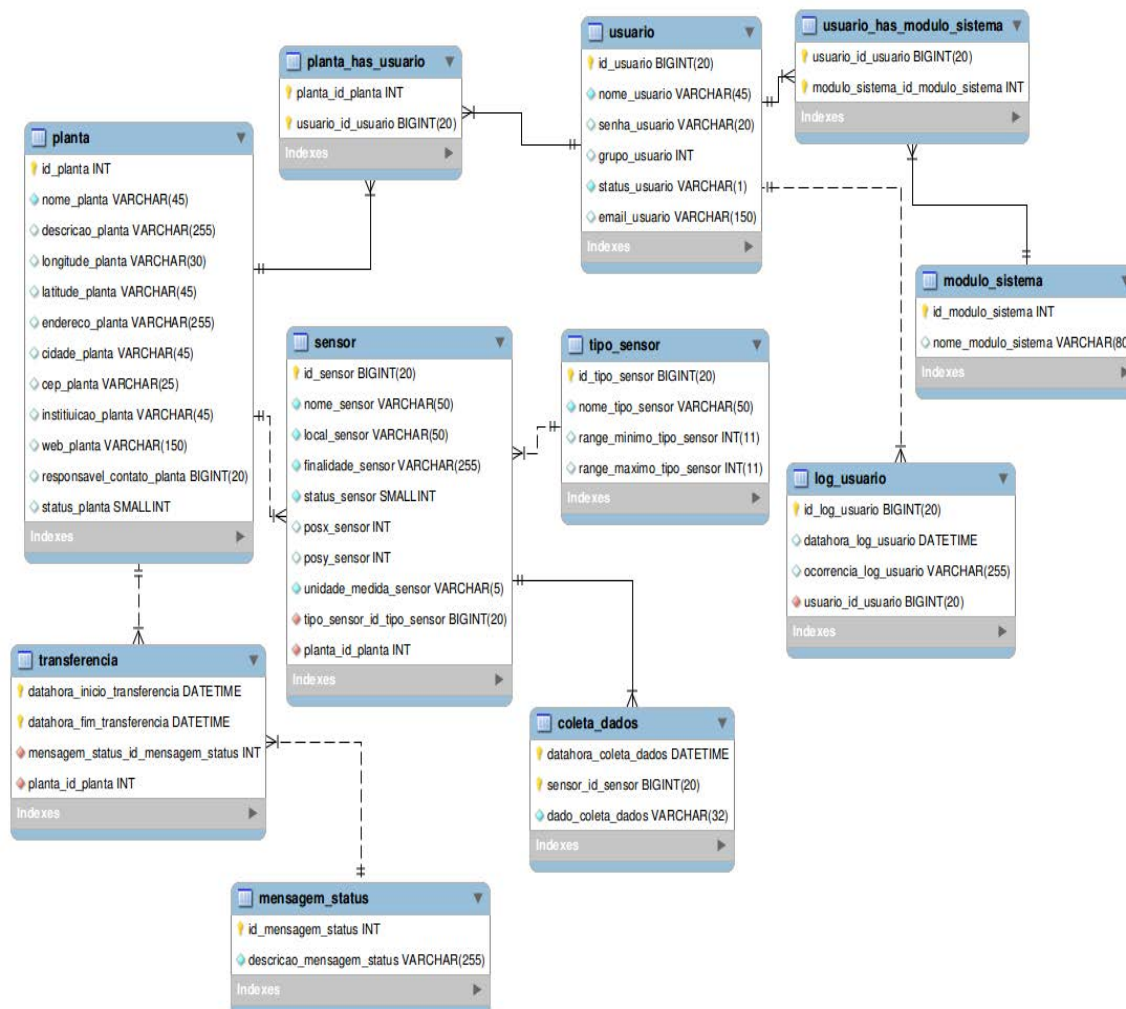 planta_has_usuario
planta_id_planta INT
usuario_id_usuario BIGINT(20)
Indexes
usuario
id_usuario BIGINT(20)
nome_usuario VARCHAR(45)
senha_usuario VARCHAR(20)
grupo_usuario INT
status_usuario VARCHAR(1)
email_usuario VARCHAR(150)
Indexes
usuario_has_modulo_sistema
usuario_id_usuario BIGINT(20)
modulo_sistema_id_modulo_sistema INT
Indexes
planta
id_planta INT
nome_planta VARCHAR(45)
descricao_planta VARCHAR(255)
longitude_planta VARCHAR(30)
latitude_planta VARCHAR(45)
endereco_planta VARCHAR(255)
cidade_planta VARCHAR(45)
cep_planta VARCHAR(25)
institiuicao_planta VARCHAR(45)
web_planta VARCHAR(150)
responsavel_contato_planta BIGINT(20)
status_planta SMALLINT
Indexes
sensor
id_sensor BIGINT(20)
nome_sensor VARCHAR(50)
local_sensor VARCHAR(50)
finalidade_sensor VARCHAR(255)
status_sensor SMALLINT
posx_sensor INT
posy_sensor INT
unidade_medida_sensor VARCHAR(5)
tipo_sensor_id_tipo_sensor BIGINT(20)
planta_id_planta INT
Indexes
tipo_sensor
id_tipo_sensor BIGINT(20)
nome_tipo_sensor VARCHAR(50)
range_minimo_tipo_sensor INT(11)
range_maximo_tipo_sensor INT(11)
Indexes
modulo_sistema
id_modulo_sistema INT
nome_modulo_sistema VARCHAR(80
Indexes
log_usuario
id_log_usuario BIGINT(20)
datahora_log_usuario DATETIME
ocorrencia_log_usuario VARCHAR(255)
usuario_id_usuario BIGINT(20)
Indexes
transferencia
datahora_inicio_transferencia DATETIME
datahora_fim_transferencia DATETIME
mensagem_status_id_mensagem_status INT
planta_id_planta INT
Indexes
coleta_dados
datahora_coleta_dados DATETIME
sensor_id_sensor BIGINT(20)
dado_coleta_dados VARCHAR(32)
Indexes
mensagem_status
id_mensagem_status INT
descricao_mensagem_status VARCHAR(255)
Indexes